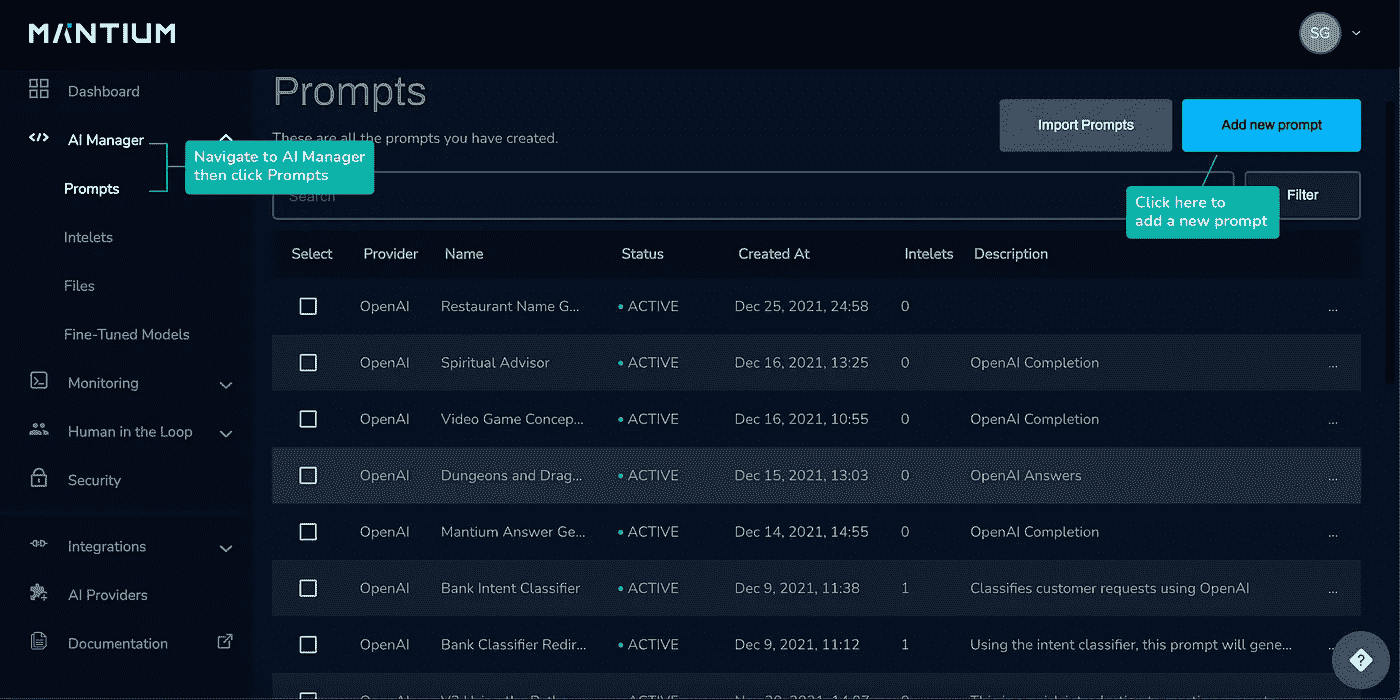 MANTIUM
SG
Dashboard
AI Manager
Prompts
Intelets
Files
Fine-Tuned Models
Monitoring
Human in the Loop
Security
Integrations
AI Providers
Documentation
Navigate to AI Manager
then click Prompts
Prompts
These are all the prompts you have created.
Import Prompts
Add new prompt
Search
Filter
Click here to
add a new prompt
Select Provider Name Status Created At Intelets Description
OpenAI Restaurant Name G... • ACTIVE Dec 25, 2021, 24:58 0 ...
OpenAI Spiritual Advisor • ACTIVE Dec 16, 2021, 13:25 0 OpenAI Completion ...
OpenAI Video Game Concep... • ACTIVE Dec 16, 2021, 10:55 0 OpenAI Completion ...
OpenAI Dungeons and Drag... • ACTIVE Dec 15, 2021, 13:03 0 OpenAI Answers ...
OpenAI Mantium Answer Ge... • ACTIVE Dec 14, 2021, 14:55 0 OpenAI Completion ...
OpenAI Bank Intent Classifier • ACTIVE Dec 9, 2021, 11:38 1 Classifies customer requests using OpenAI ...
OpenAI Bank Classifier Redir... • ACTIVE Dec 9, 2021, 11:12 1 Using the intent classifier, this prompt will gene... ...
?